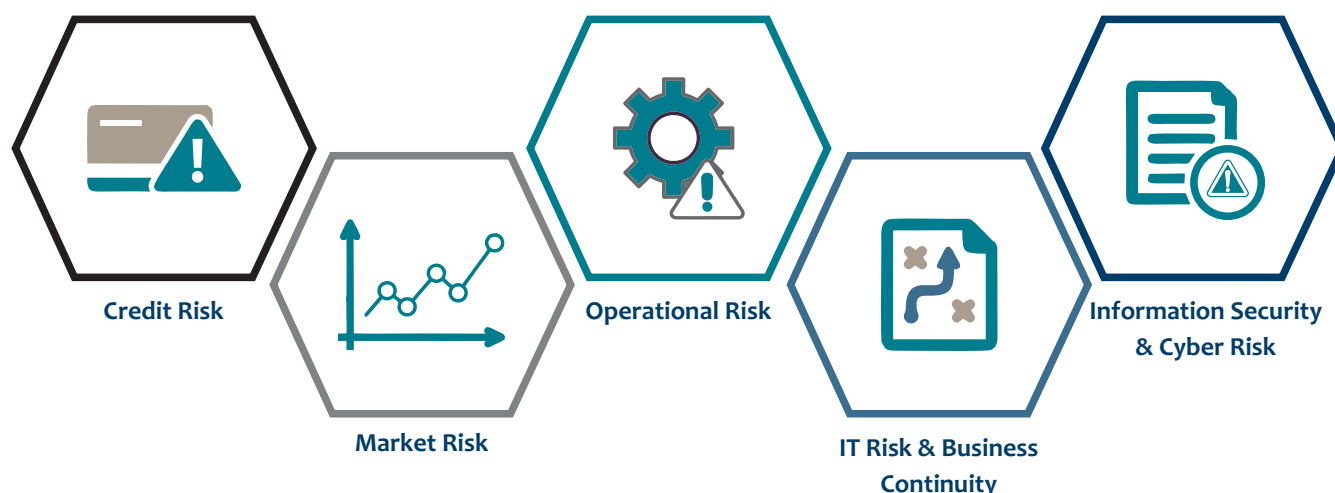 Credit Risk
Market Risk
Operational Risk
IT Risk & Business
Continuity
Information Security
& Cyber Risk